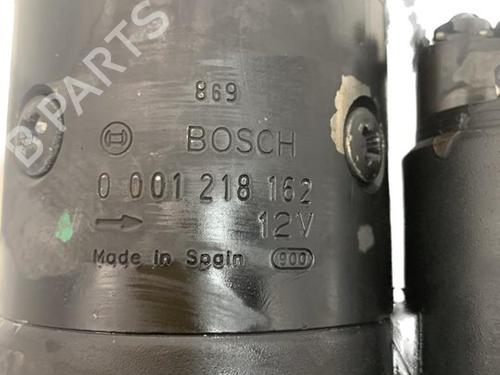 869
BOSCH
0 001 218 162
12V
Made in Spain 900
B-PARTS